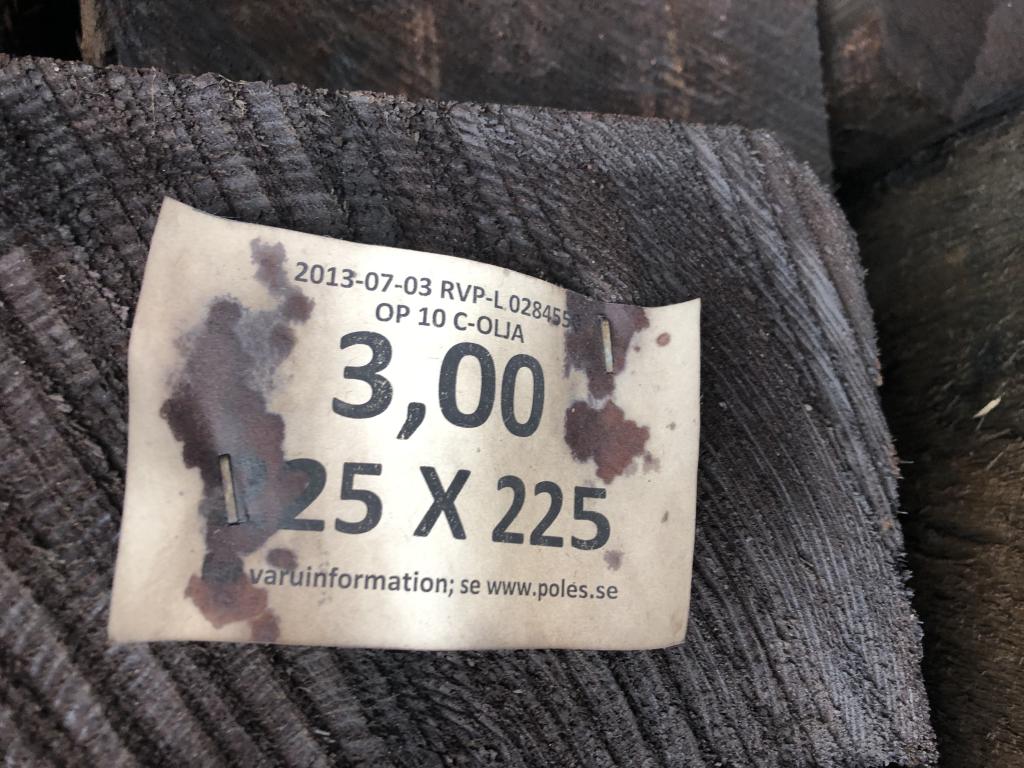 2013-07-03 RVP-L 028455
OP 10 C-OLJA
3,00
25 X 225
varuinformation; se www.poles.se